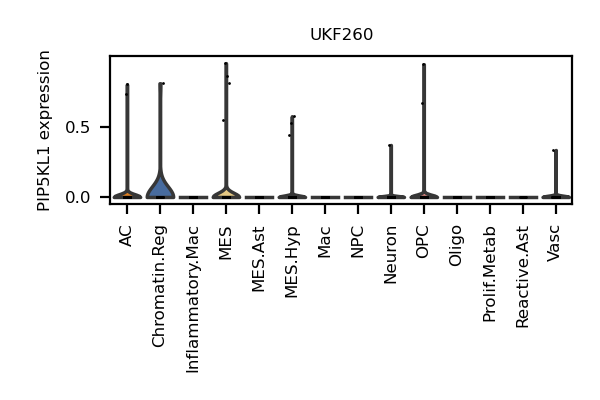 UKF260
PIP5KL1 expression
0.5
0.0
AC
Chromatin.Reg
Inflammatory.Mac
MES
MES.Ast
MES.Hyp
Mac
NPC
Neuron
OPC
Oligo
Prolif.Metab
Reactive.Ast
Vasc